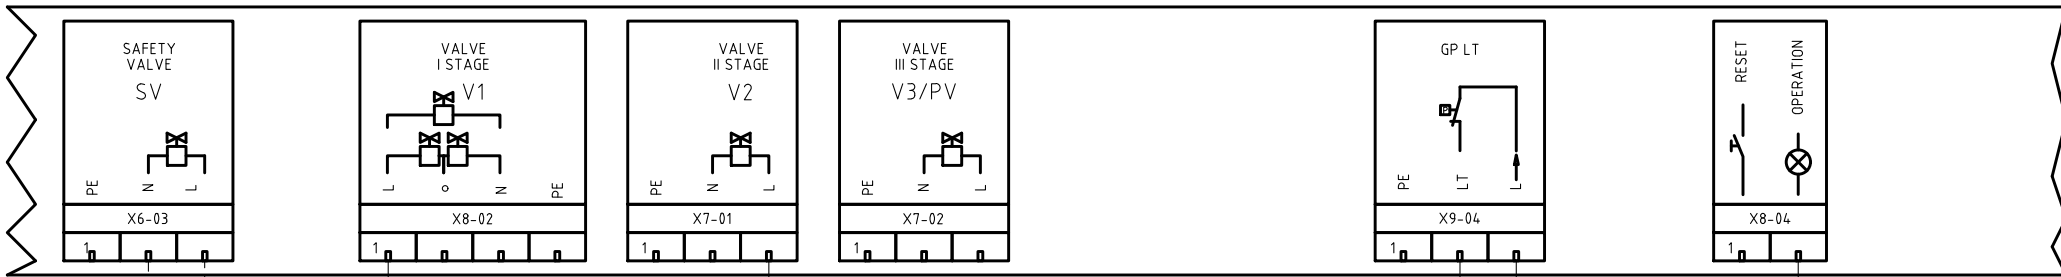 SAFETY
VALVE
SV
PE
N
L
X6-03
1
VALVE
I STAGE
V1
L
N
PE
X8-02
1
VALVE
II STAGE
V2
PE
N
L
X7-01
1
VALVE
III STAGE
V3/PV
PE
N
L
X7-02
1
GP LT
P
PE
LT
L
X9-04
1
RESET
OPERATION
X8-04
1